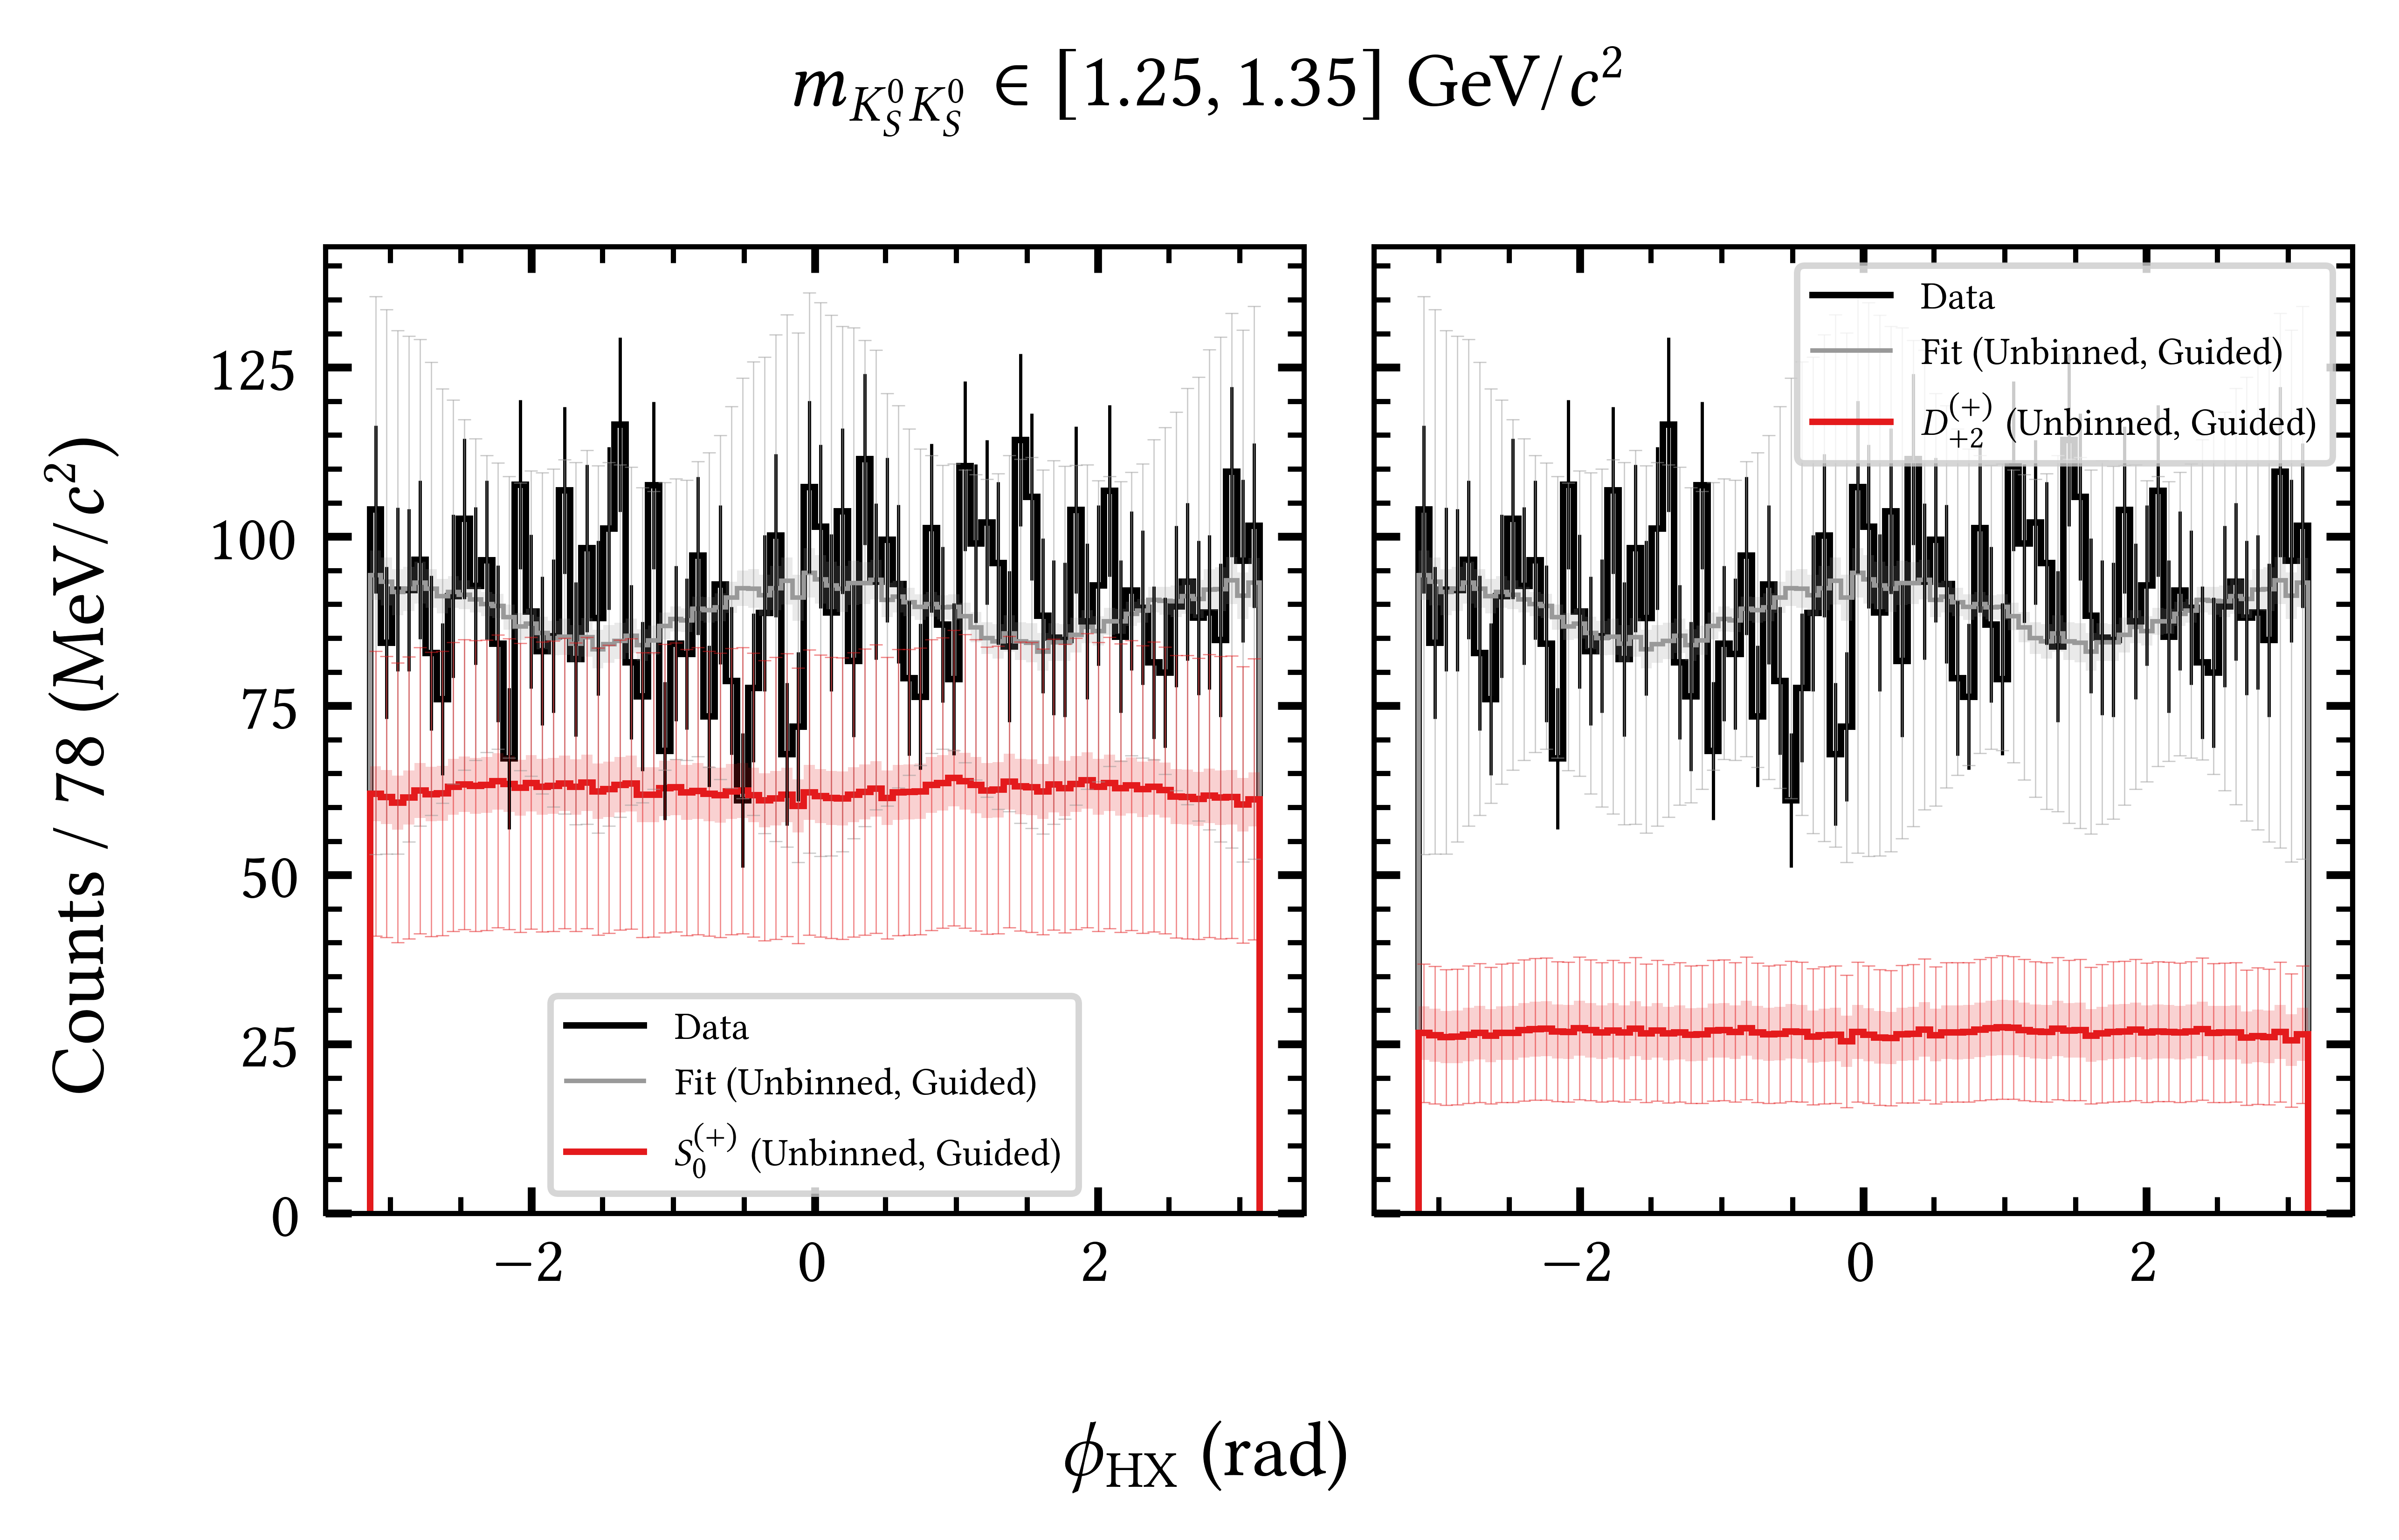 m_{K_S^0 K_S^0} ∈ [1.25, 1.35] GeV/c²
Counts / 78 (MeV/c²)
125
100
75
50
25
0
Data
Fit (Unbinned, Guided)
S_0^{(+)} (Unbinned, Guided)
−2
0
2
Data
Fit (Unbinned, Guided)
D_{+2}^{(+)} (Unbinned, Guided)
−2
0
2
ϕ_{HX} (rad)